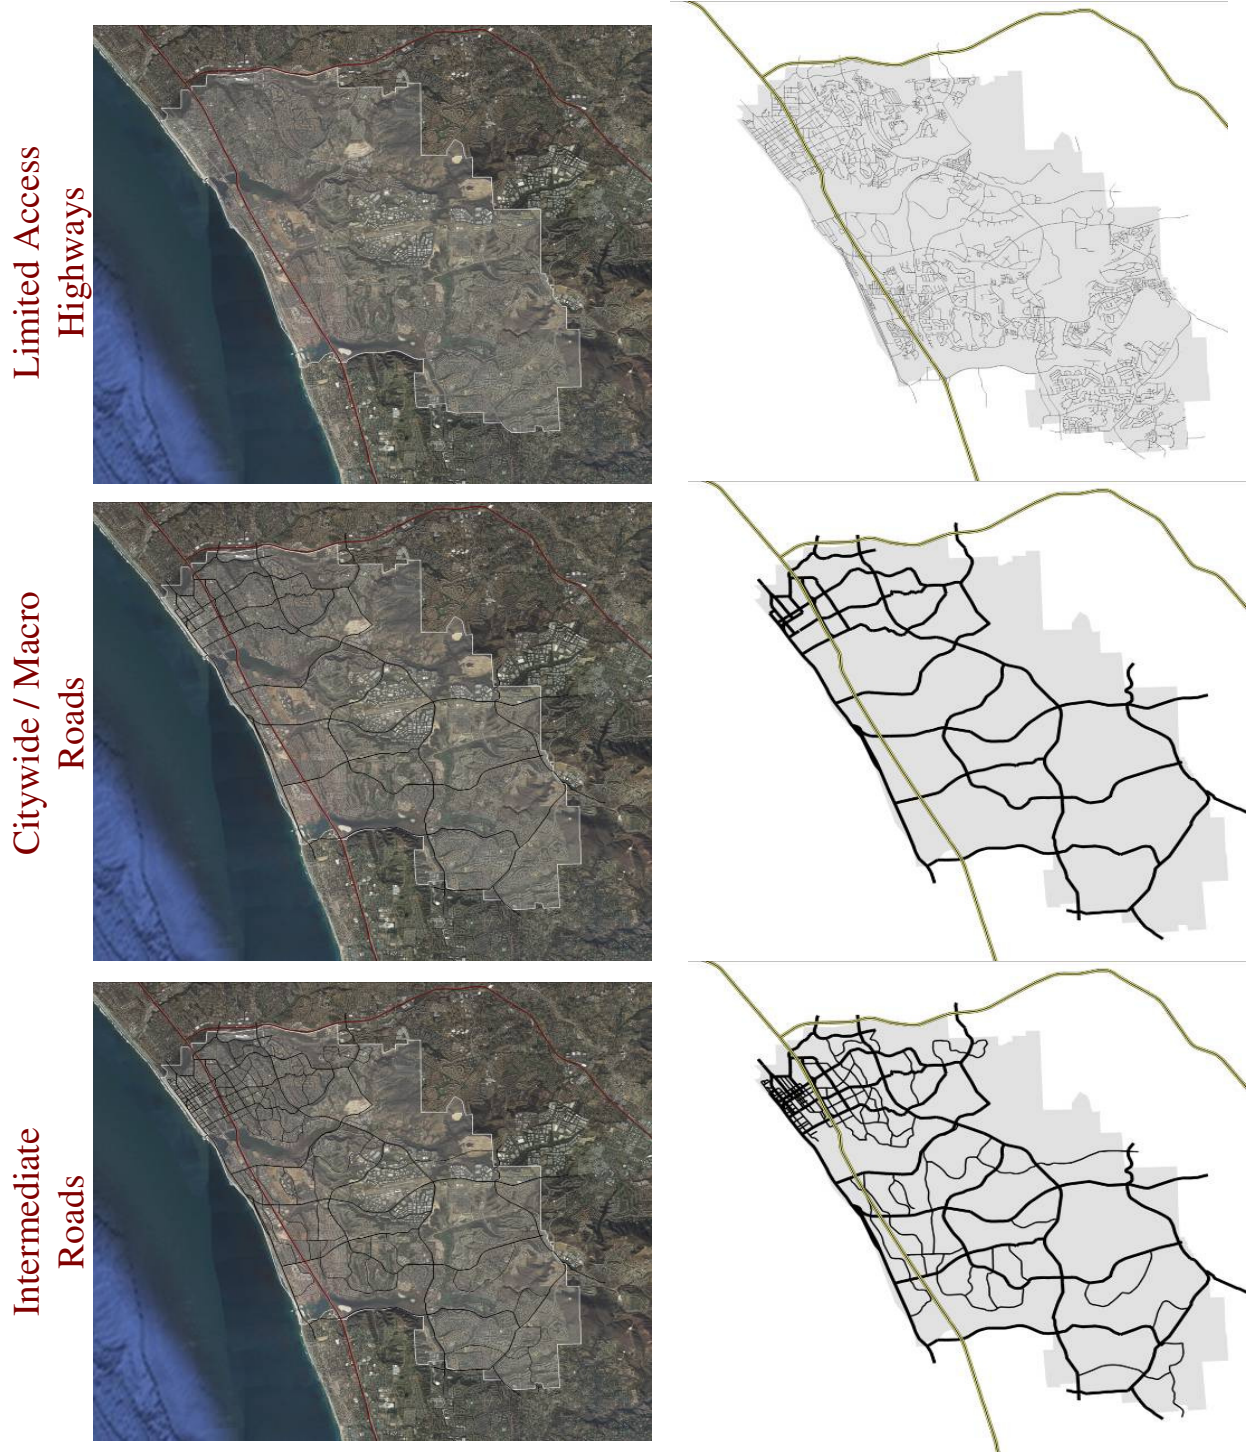 Limited Access
Highways
Citywide / Macro
Roads
Intermediate
Roads